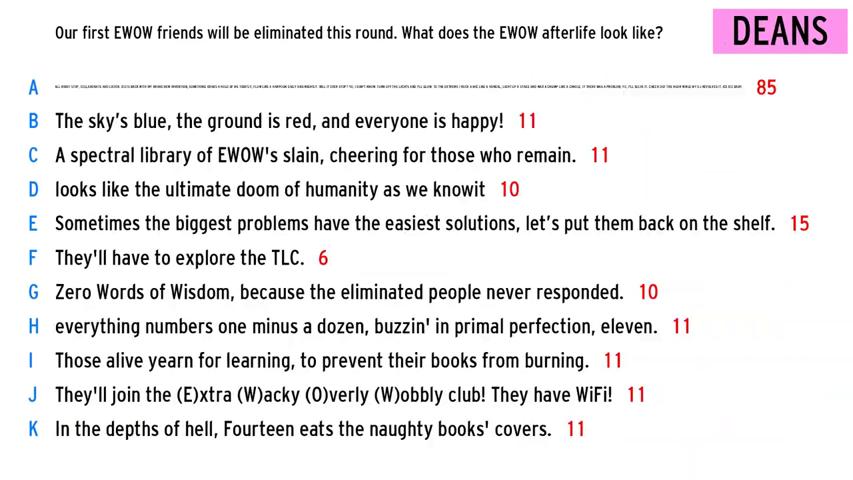 Our first EWOW friends will be eliminated this round. What does the EWOW afterlife look like?
DEANS
A 85
B The sky's blue, the ground is red, and everyone is happy! 11
C A spectral library of EWOW's slain, cheering for those who remain. 11
D looks like the ultimate doom of humanity as we knowit 10
E Sometimes the biggest problems have the easiest solutions, let's put them back on the shelf. 15
F They'll have to explore the TLC. 6
G Zero Words of Wisdom, because the eliminated people never responded. 10
H everything numbers one minus a dozen, buzzin' in primal perfection, eleven. 11
I Those alive yearn for learning, to prevent their books from burning. 11
J They'll join the (E)xtra (W)acky (O)verly (W)obbly club! They have WiFi! 11
K In the depths of hell, Fourteen eats the naughty books' covers. 11